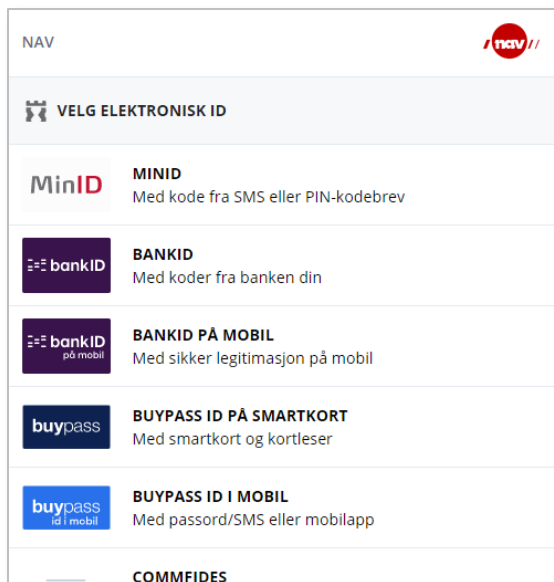 NAV
nav
VELG ELEKTRONISK ID
MinID
MINID
Med kode fra SMS eller PIN-kodebrev
bankID
BANKID
Med koder fra banken din
bankID
på mobil
BANKID PÅ MOBIL
Med sikker legitimasjon på mobil
buypass
BUYPASS ID PÅ SMARTKORT
Med smartkort og kortleser
buypass
id i mobil
BUYPASS ID I MOBIL
Med passord/SMS eller mobilapp
COMMFIDES